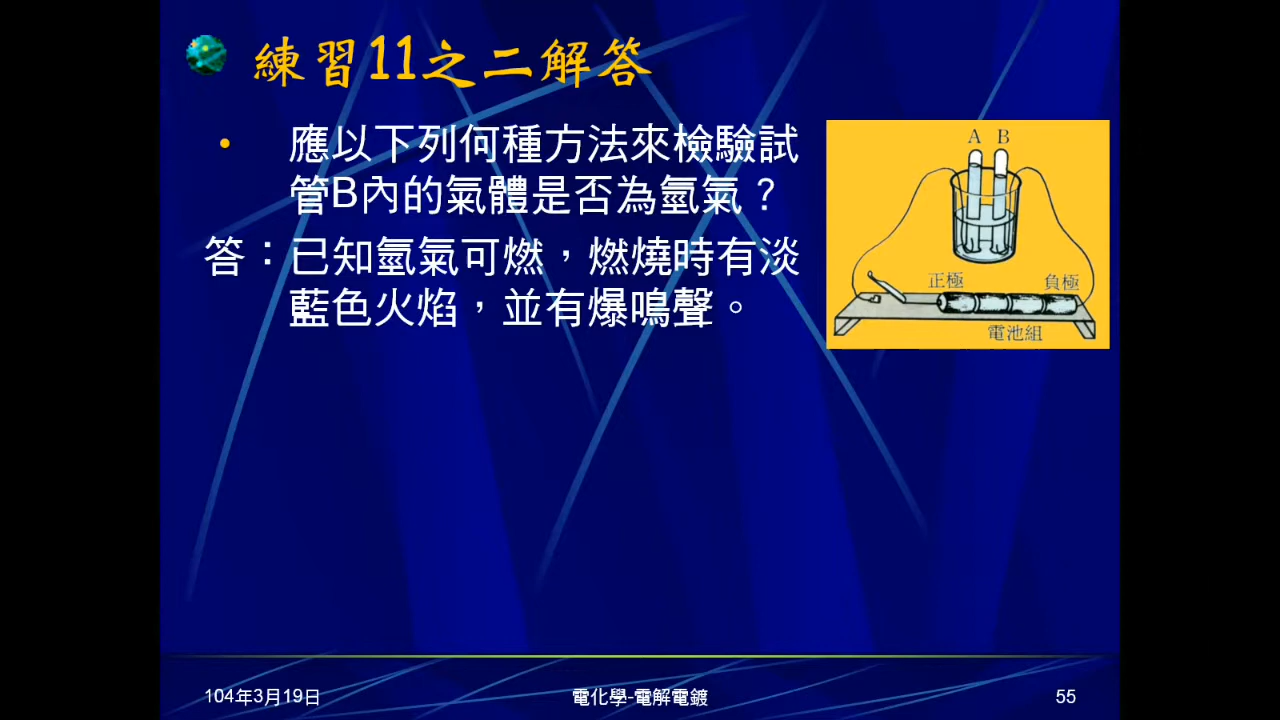 練習11之二解答
• 應以下列何種方法來檢驗試
管B內的氣體是否為氫氣？
答：已知氫氣可燃，燃燒時有淡
藍色火焰，並有爆鳴聲。
A B
正極 負極
電池組
104年3月19日 電化學-電解電鍍 55